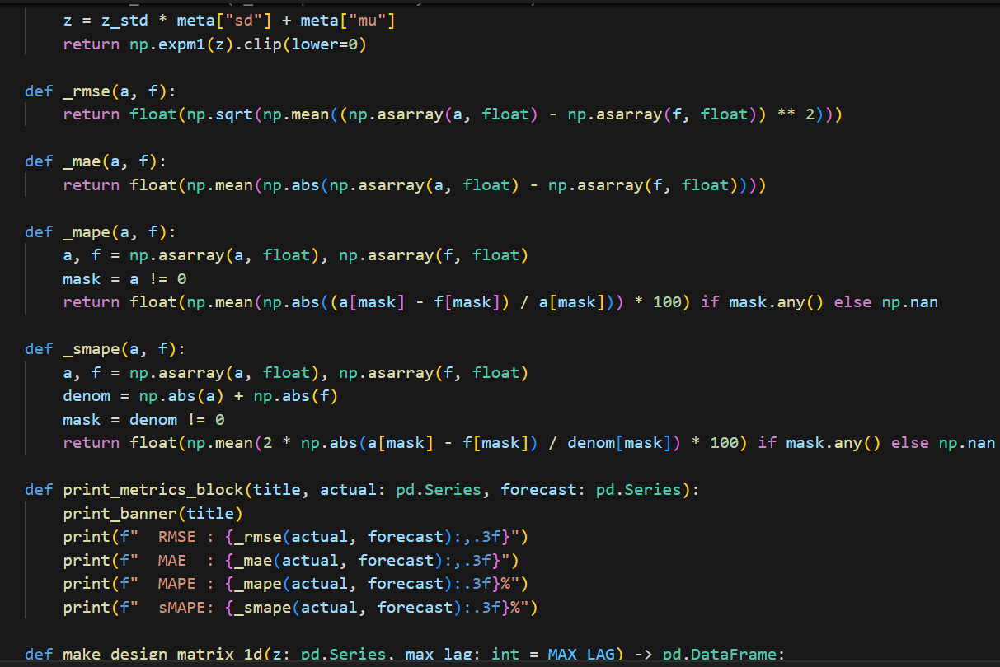 z = z_std * meta["sd"] + meta["mu"]
return np.expm1(z).clip(lower=0)
def _rmse(a, f):
return float(np.sqrt(np.mean((np.asarray(a, float) - np.asarray(f, float)) ** 2)))
def _mae(a, f):
return float(np.mean(np.abs(np.asarray(a, float) - np.asarray(f, float))))
def _mape(a, f):
a, f = np.asarray(a, float), np.asarray(f, float)
mask = a != 0
return float(np.mean(np.abs((a[mask] - f[mask]) / a[mask])) * 100) if mask.any() else np.nan
def _smape(a, f):
a, f = np.asarray(a, float), np.asarray(f, float)
denom = np.abs(a) + np.abs(f)
mask = denom != 0
return float(np.mean(2 * np.abs(a[mask] - f[mask]) / denom[mask]) * 100) if mask.any() else np.nan
def print_metrics_block(title, actual: pd.Series, forecast: pd.Series):
print_banner(title)
print(f"  RMSE : {_rmse(actual, forecast):,.3f}")
print(f"  MAE  : {_mae(actual, forecast):,.3f}")
print(f"  MAPE : {_mape(actual, forecast):.3f}%")
print(f"  sMAPE: {_smape(actual, forecast):.3f}%")
def make_design_matrix_1d(z: pd.Series, max_lag: int = MAX_LAG) -> pd.DataFrame: